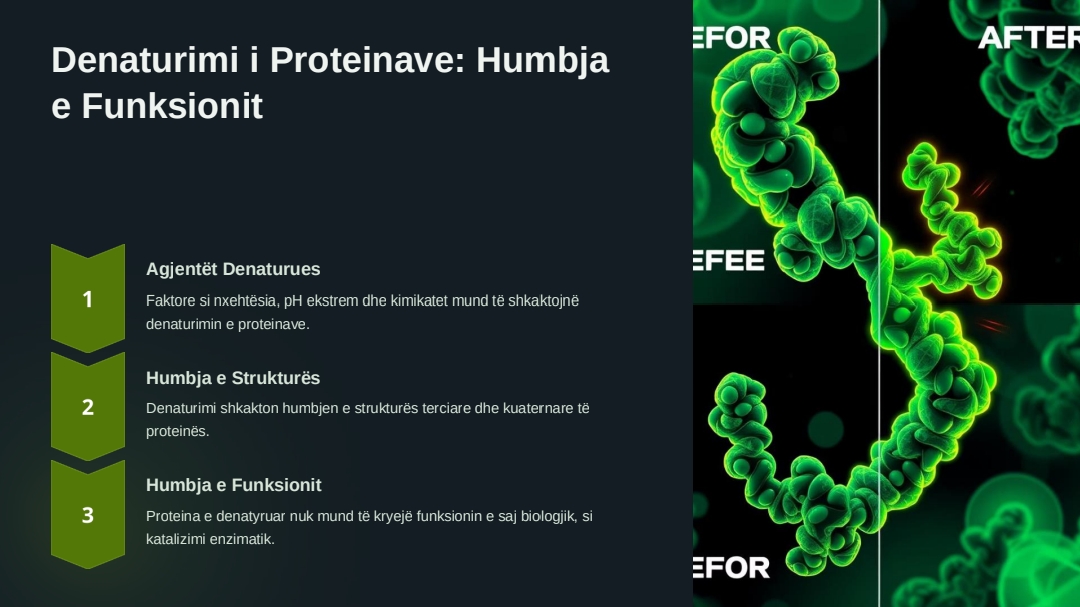 Denaturimi i Proteinave: Humbja
e Funksionit
1
Agjentët Denaturues
Faktore si nxehtësia, pH ekstrem dhe kimikatet mund të shkaktojnë
denaturimin e proteinave.
2
Humbja e Strukturës
Denaturimi shkakton humbjen e strukturës terciare dhe kuaternare të
proteinës.
3
Humbja e Funksionit
Proteina e denatyruar nuk mund të kryejë funksionin e saj biologjik, si
katalizimi enzimatik.
EFOR
AFTER
EFEE
EFOR